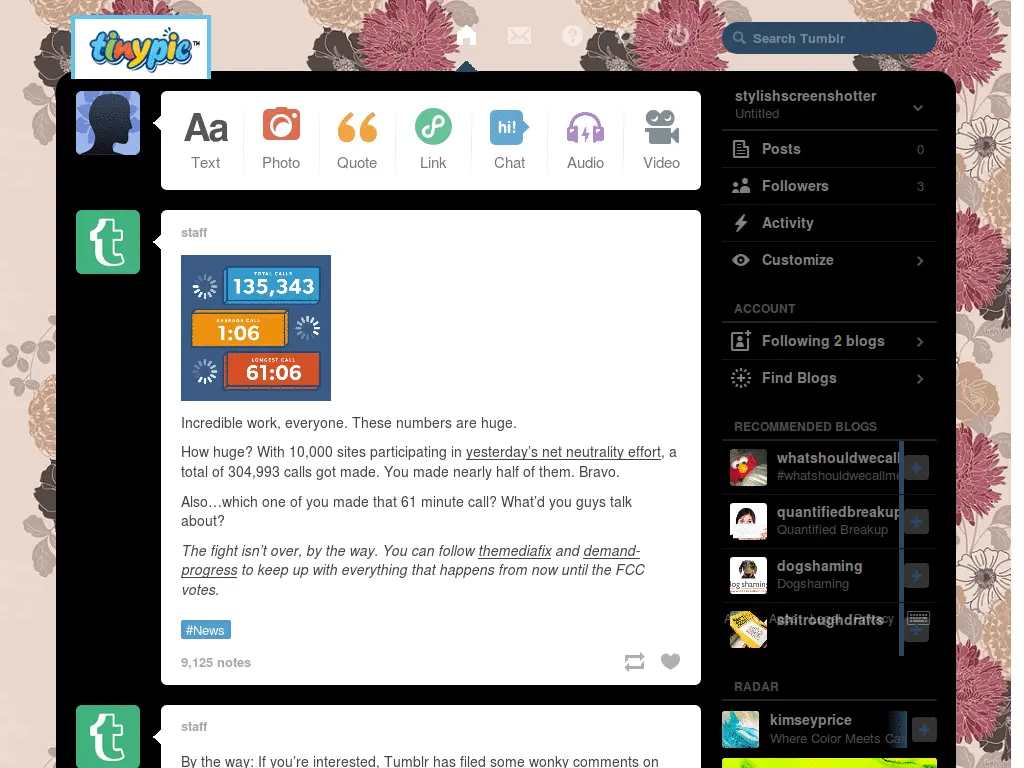 tinypic™
Search Tumblr
Aa
hi!
Text
Photo
Quote
Link
Chat
Audio
Video
staff
TOTAL CALLS
135,343
AVERAGE CALL
1:06
LONGEST CALL
61:06
Incredible work, everyone. These numbers are huge.
How huge? With 10,000 sites participating in yesterday's net neutrality effort, a
total of 304,993 calls got made. You made nearly half of them. Bravo.
Also…which one of you made that 61 minute call? What'd you guys talk
about?
The fight isn't over, by the way. You can follow themediafix and demand-
progress to keep up with everything that happens from now until the FCC
votes.
#News
9,125 notes
staff
By the way: If you're interested, Tumblr has filed some wonky comments on
stylishscreenshotter
Untitled
Posts 0
Followers 3
Activity
Customize
ACCOUNT
Following 2 blogs
Find Blogs
RECOMMENDED BLOGS
whatshouldwecall
#whatshouldwecallme
quantifiedbreakup
Quantified Breakup
dogshaming
Dogshaming
shitroughdrafts
Legal Privacy
RADAR
kimseyprice
Where Color Meets Ca